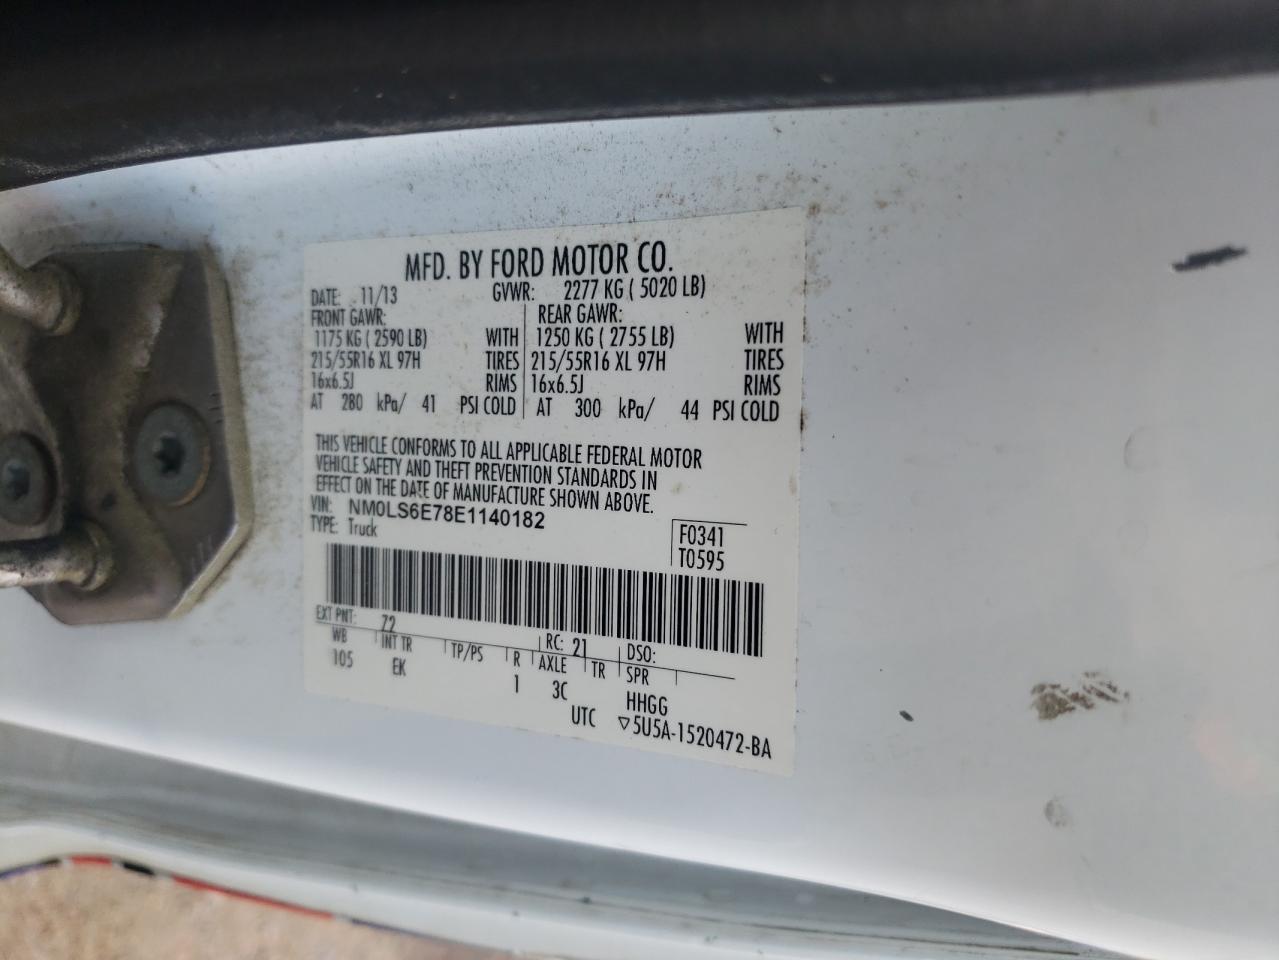 MFD. BY FORD MOTOR CO.
DATE: 11/13 GVWR: 2277 KG ( 5020 LB)
FRONT GAWR: REAR GAWR:
1175 KG ( 2590 LB) WITH 1250 KG ( 2755 LB) WITH
215/55R16 XL 97H TIRES 215/55R16 XL 97H TIRES
16x6.5J RIMS 16x6.5J RIMS
AT 280 kPa/ 41 PSI COLD AT 300 kPa/ 44 PSI COLD
THIS VEHICLE CONFORMS TO ALL APPLICABLE FEDERAL MOTOR
VEHICLE SAFETY AND THEFT PREVENTION STANDARDS IN
EFFECT ON THE DATE OF MANUFACTURE SHOWN ABOVE.
VIN: NM0LS6E78E1140182
TYPE: Truck
F0341
T0595
EXT PNT: 72 RC: 21 DSO:
WB INT TR TP/PS R AXLE TR SPR
105 EK 1 3C HHGG
UTC ▽5U5A-1520472-BA